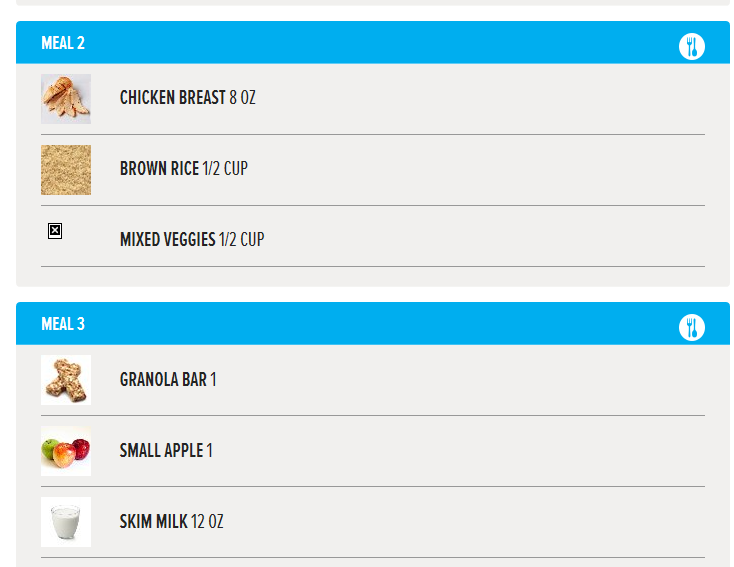 MEAL 2
CHICKEN BREAST 8 OZ
BROWN RICE 1/2 CUP
MIXED VEGGIES 1/2 CUP
MEAL 3
GRANOLA BAR 1
SMALL APPLE 1
SKIM MILK 12 OZ